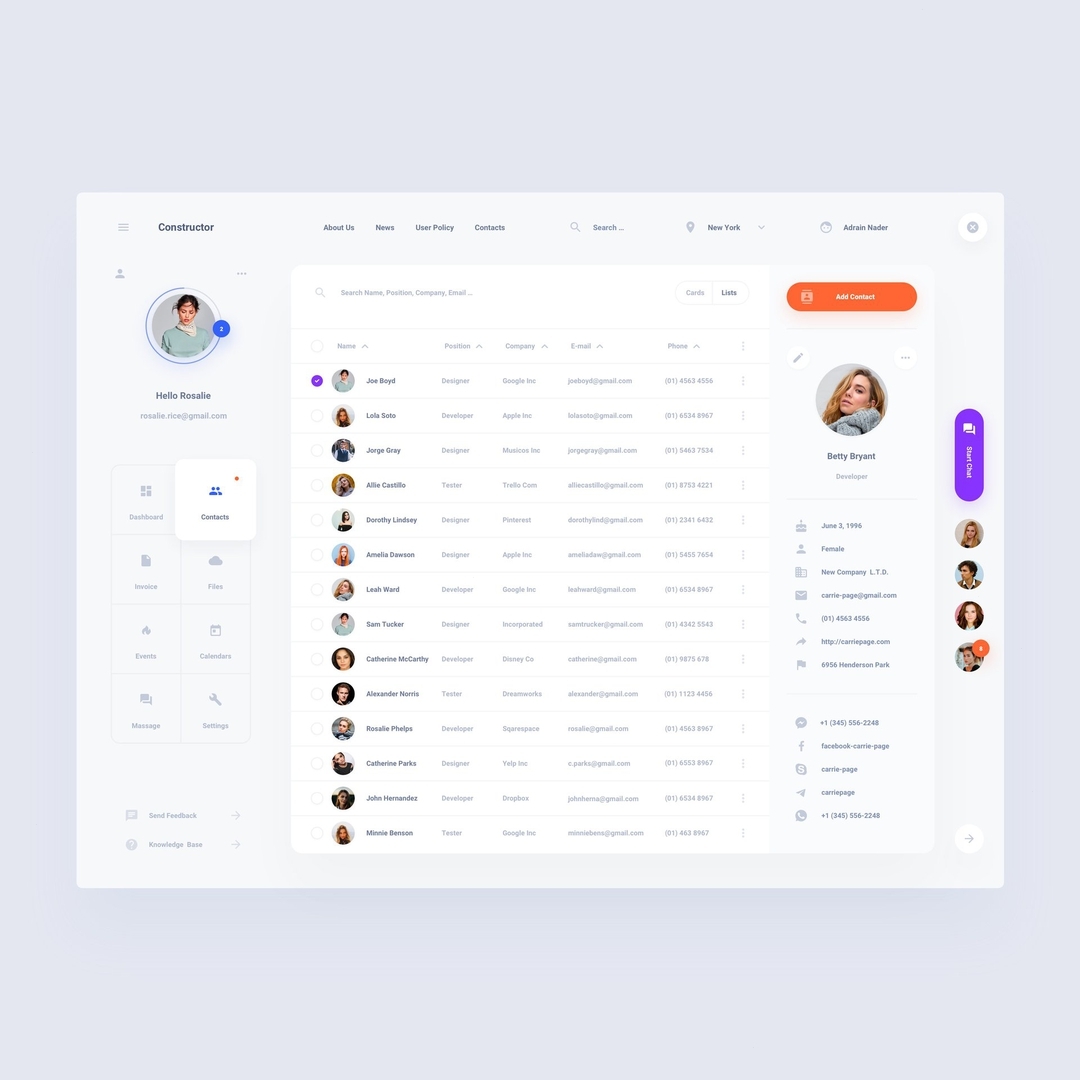 Constructor
About Us News User Policy Contacts
Search ...
New York
Adrain Nader
2
Hello Rosalie
rosalie.rice@gmail.com
Dashboard Contacts
Invoice Files
Events Calendars
Massage Settings
Send Feedback
Knowledge Base
Search Name, Position, Company, Email ...
Cards Lists
Name Position Company E-mail Phone
Joe Boyd Designer Google Inc joeboyd@gmail.com (01) 4563 4556
Lola Soto Developer Apple Inc lolasoto@gmail.com (01) 6534 8967
Jorge Gray Designer Musicos Inc jorgegray@gmail.com (01) 5463 7534
Allie Castillo Tester Trello Com alliecastillo@gmail.com (01) 8753 4221
Dorothy Lindsey Designer Pinterest dorothylind@gmail.com (01) 2341 6432
Amelia Dawson Designer Apple Inc ameliadaw@gmail.com (01) 5455 7654
Leah Ward Developer Google Inc leahward@gmail.com (01) 6534 8967
Sam Tucker Designer Incorporated samtrucker@gmail.com (01) 4342 5543
Catherine McCarthy Developer Disney Co catherine@gmail.com (01) 9875 678
Alexander Norris Tester Dreamworks alexander@gmail.com (01) 1123 4456
Rosalie Phelps Developer Sqarespace rosalie@gmail.com (01) 4563 8967
Catherine Parks Designer Yelp Inc c.parks@gmail.com (01) 6553 8967
John Hernandez Developer Dropbox johnherna@gmail.com (01) 6534 8967
Minnie Benson Tester Google Inc minniebens@gmail.com (01) 463 8967
Add Contact
Betty Bryant
Developer
June 3, 1996
Female
New Company L.T.D.
carrie-page@gmail.com
(01) 4563 4556
http://carriepage.com
6956 Henderson Park
+1 (345) 556-2248
facebook-carrie-page
carrie-page
carriepage
+1 (345) 556-2248
Start Chat